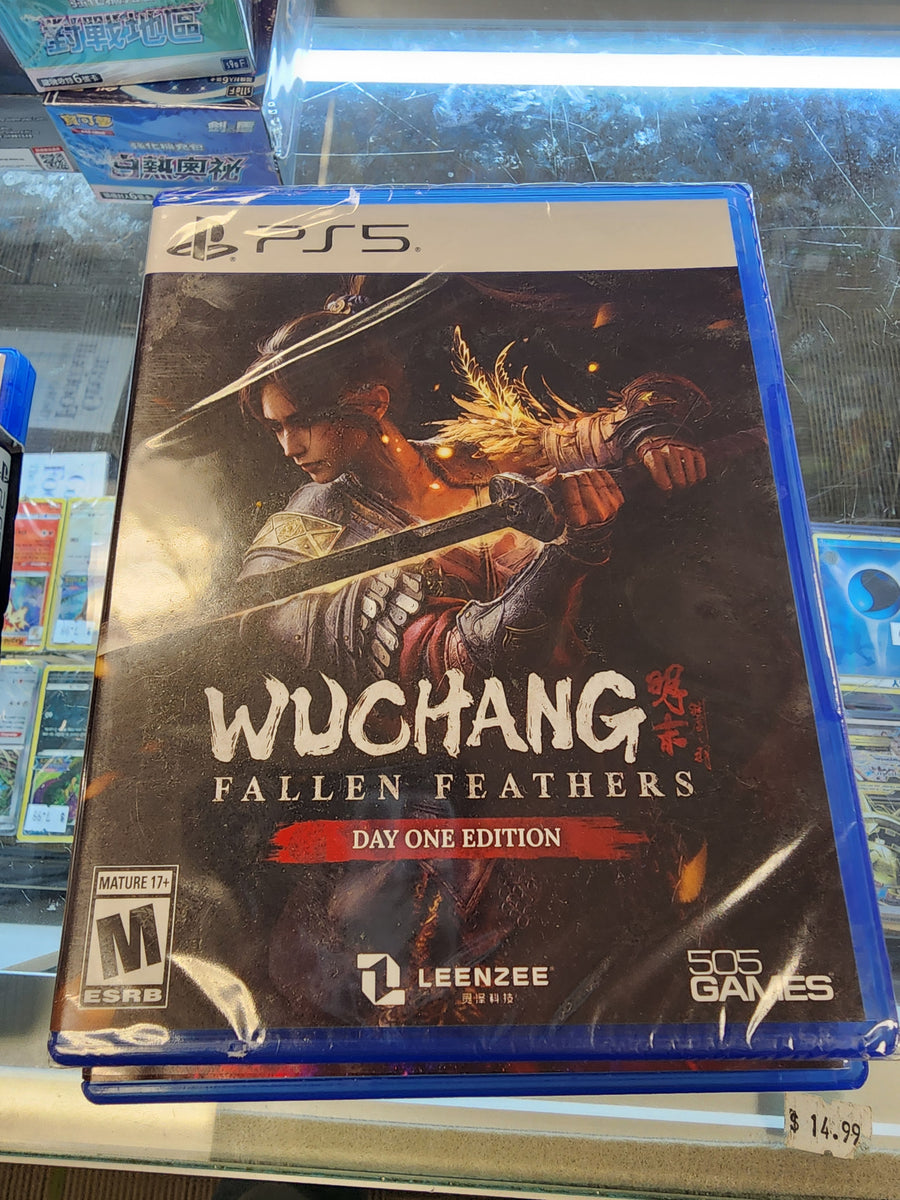 PS5
WUCHANG
明末
FALLEN FEATHERS
DAY ONE EDITION
MATURE 17+
M
ESRB
LEENZEE
灵泽科技
505
GAMES
$ 14.99